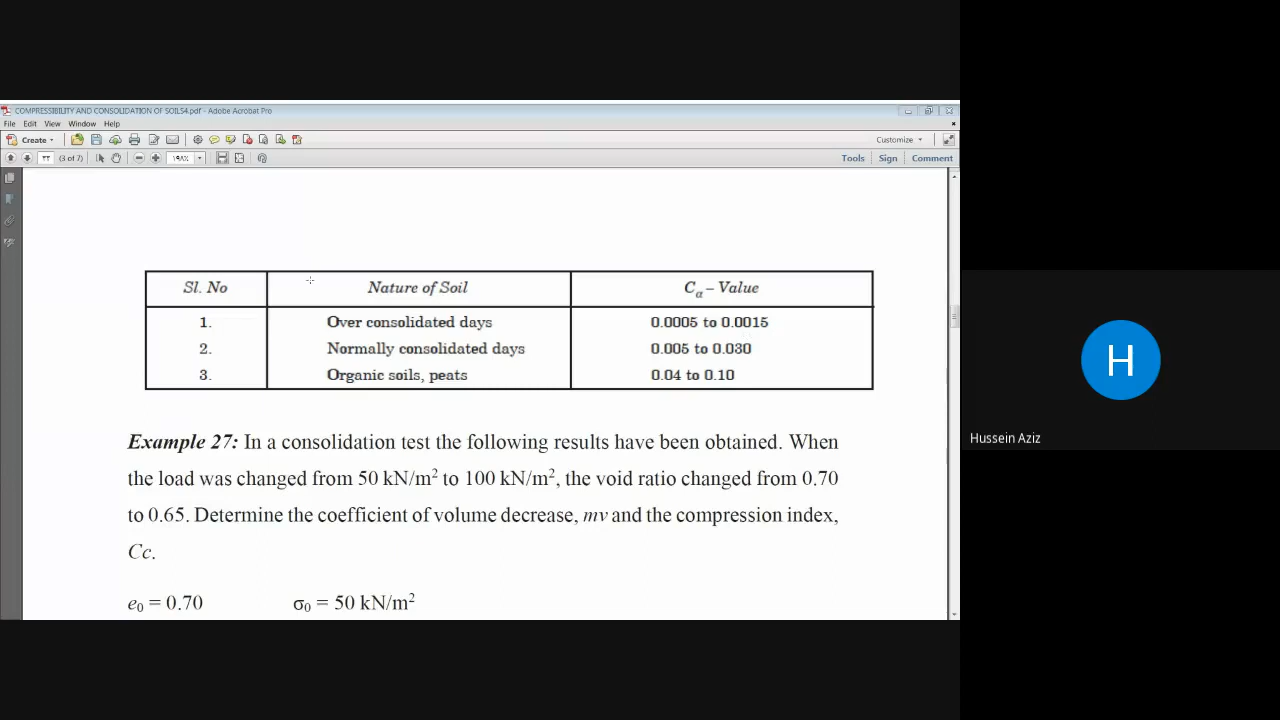 COMPRESSIBILITY AND CONSOLIDATION OF SOILS4.pdf - Adobe Acrobat Pro
File Edit View Window Help
Create Customize
٢٢ (3 of 7) ١٩٨٪ Tools Sign Comment
Sl. No Nature of Soil Cα – Value
1. Over consolidated days 0.0005 to 0.0015
2. Normally consolidated days 0.005 to 0.030
3. Organic soils, peats 0.04 to 0.10
Example 27: In a consolidation test the following results have been obtained. When
the load was changed from 50 kN/m² to 100 kN/m², the void ratio changed from 0.70
to 0.65. Determine the coefficient of volume decrease, mv and the compression index,
Cc.
e₀ = 0.70 σ₀ = 50 kN/m²
H
Hussein Aziz